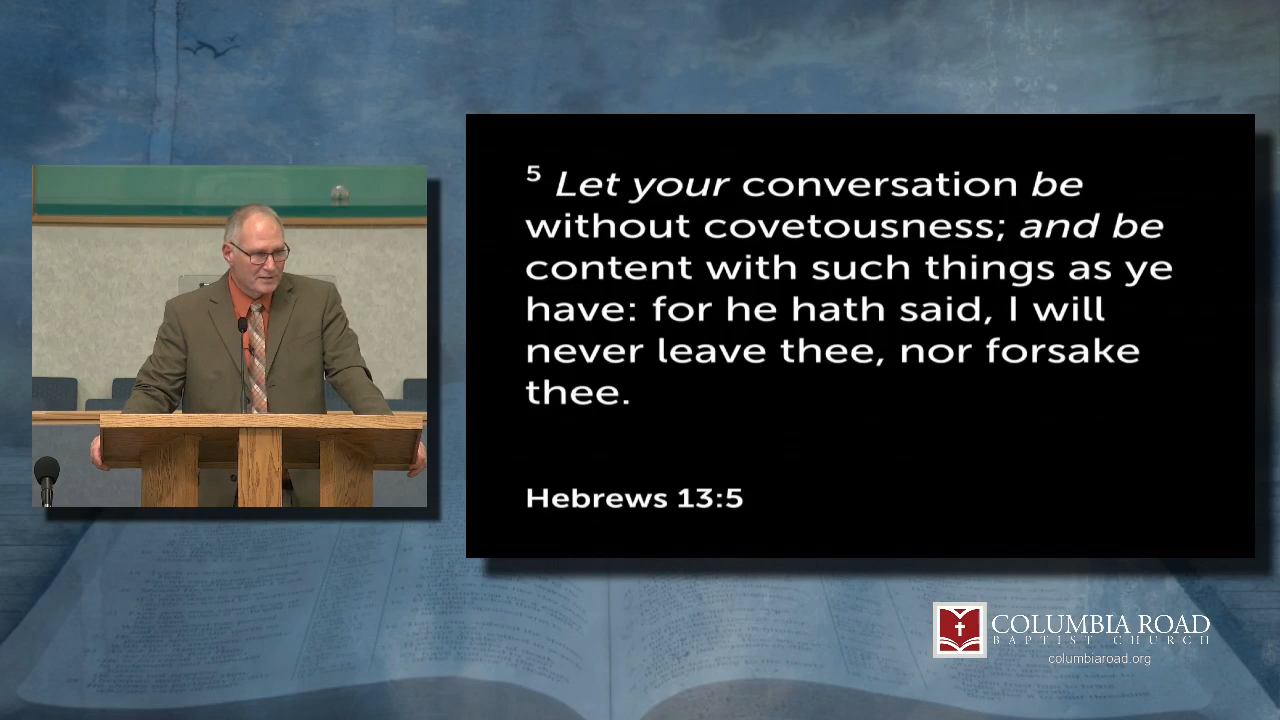 5 Let your conversation be
without covetousness; and be
content with such things as ye
have: for he hath said, I will
never leave thee, nor forsake
thee.
Hebrews 13:5
COLUMBIA ROAD
BAPTIST CHURCH
columbiaroad.org